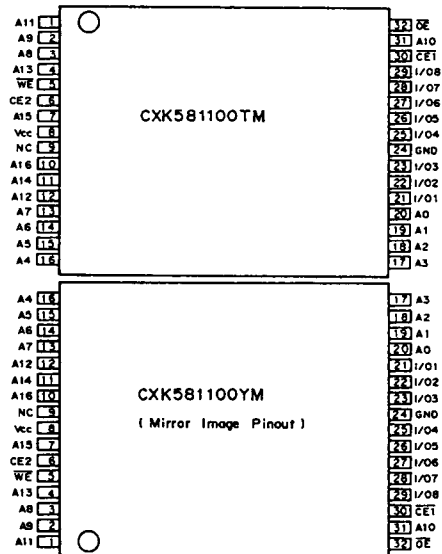 A11 1 32 O̅E̅
A9 2 31 A10
A8 3 30 C̅E̅1̅
A13 4 29 I/O8
W̅E̅ 5 28 I/O7
CE2 6 27 I/O6
A15 7 26 I/O5
Vcc 8 25 I/O4
NC 9 24 GND
A16 10 23 I/O3
A14 11 22 I/O2
A12 12 21 I/O1
A7 13 20 A0
A6 14 19 A1
A5 15 18 A2
A4 16 17 A3
CXK581100TM
A4 16 17 A3
A5 15 18 A2
A6 14 19 A1
A7 13 20 A0
A12 12 21 I/O1
A14 11 22 I/O2
A16 10 23 I/O3
NC 9 24 GND
Vcc 8 25 I/O4
A15 7 26 I/O5
CE2 6 27 I/O6
W̅E̅ 5 28 I/O7
A13 4 29 I/O8
A8 3 30 C̅E̅1̅
A9 2 31 A10
A11 1 32 O̅E̅
CXK581100YM
( Mirror Image Pinout )